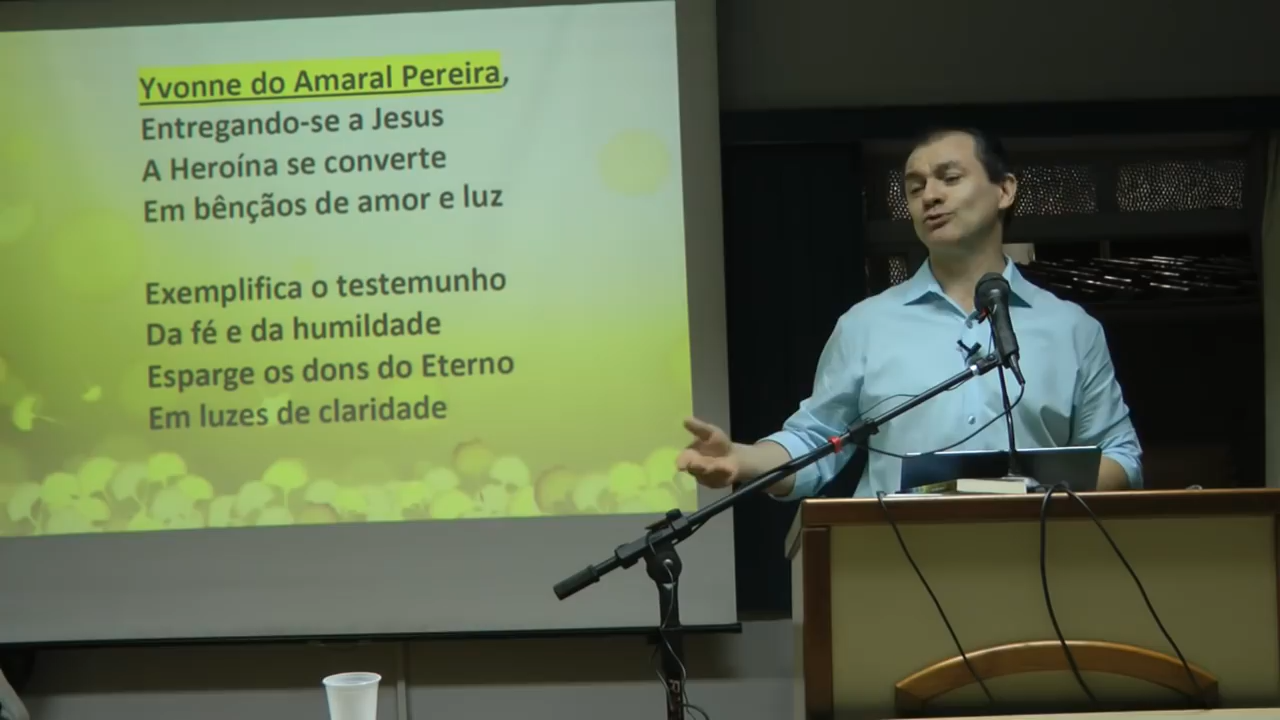 Yvonne do Amaral Pereira,
Entregando-se a Jesus
A Heroína se converte
Em bênçãos de amor e luz
Exemplifica o testemunho
Da fé e da humildade
Esparge os dons do Eterno
Em luzes de claridade